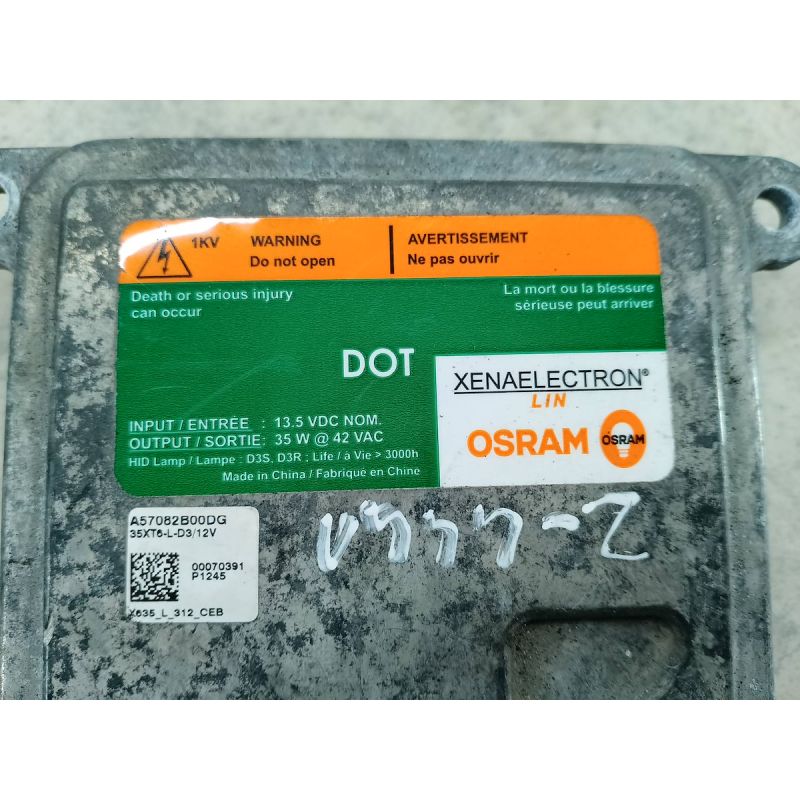 1KV WARNING AVERTISSEMENT
Do not open Ne pas ouvrir
Death or serious injury
can occur
La mort ou la blessure
sérieuse peut arriver
DOT
XENAELECTRON®
LIN
OSRAM OSRAM
INPUT / ENTRÉE : 13.5 VDC NOM.
OUTPUT / SORTIE: 35 W @ 42 VAC
HID Lamp / Lampe : D3S, D3R ; Life / à Vie > 3000h
Made in China / Fabriqué en Chine
A57082B00DG
35XT6-L-D3/12V
00070391
P1245
X635_L_312_CEB